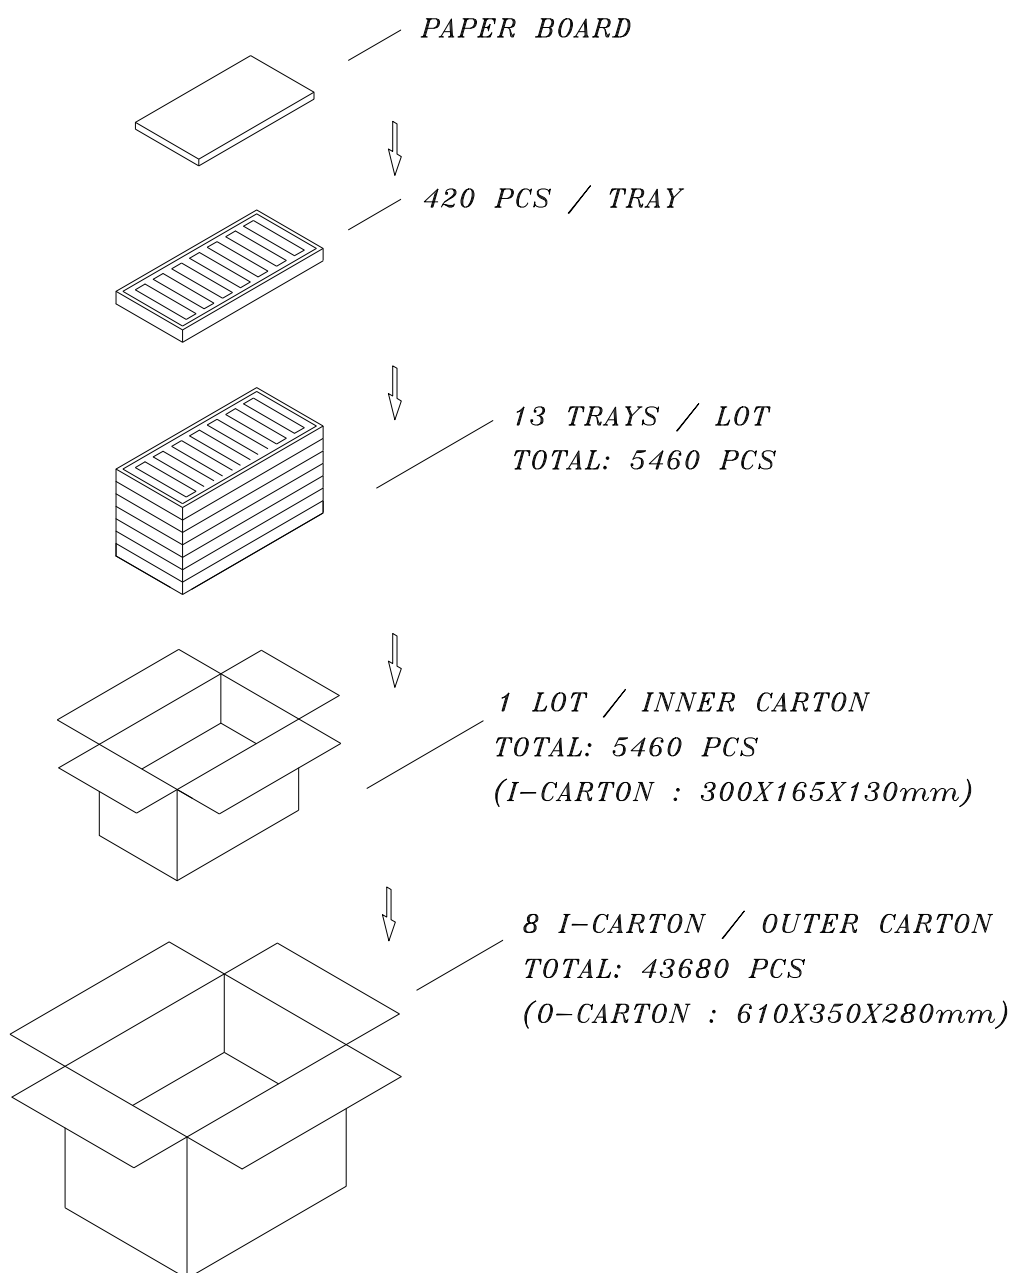 PAPER BOARD
420 PCS / TRAY
13 TRAYS / LOT
TOTAL: 5460 PCS
1 LOT / INNER CARTON
TOTAL: 5460 PCS
(I-CARTON : 300X165X130mm)
8 I-CARTON / OUTER CARTON
TOTAL: 43680 PCS
(O-CARTON : 610X350X280mm)